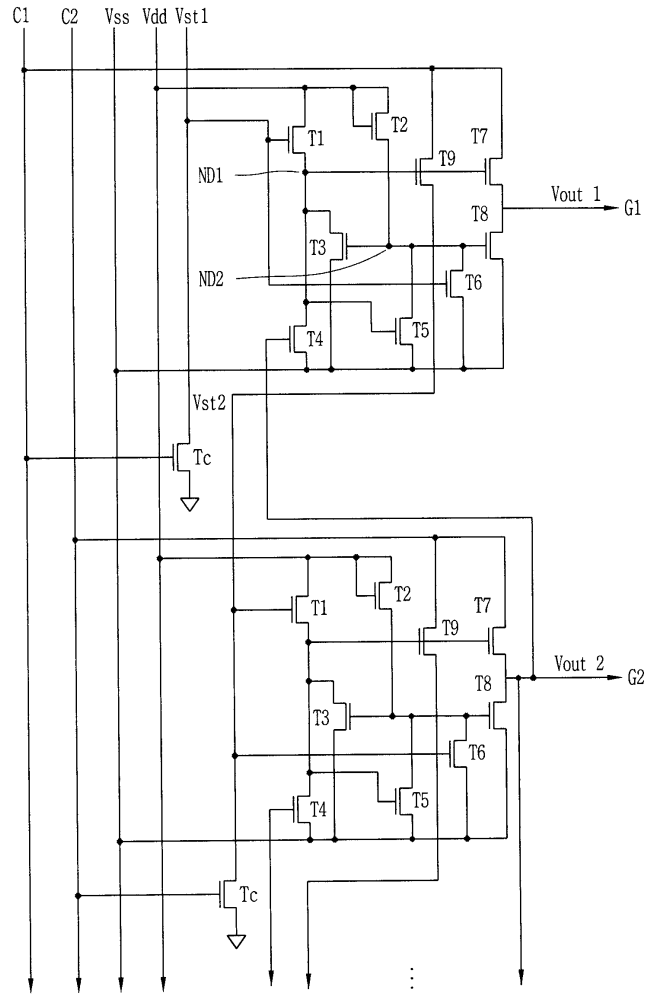 C1 C2 Vss Vdd Vst1
T1
T2
T9
T7
ND1
Vout 1
G1
T8
T3
ND2
T6
T4
T5
Vst2
Tc
T1
T2
T9
T7
Vout 2
G2
T8
T3
T6
T4
T5
Tc